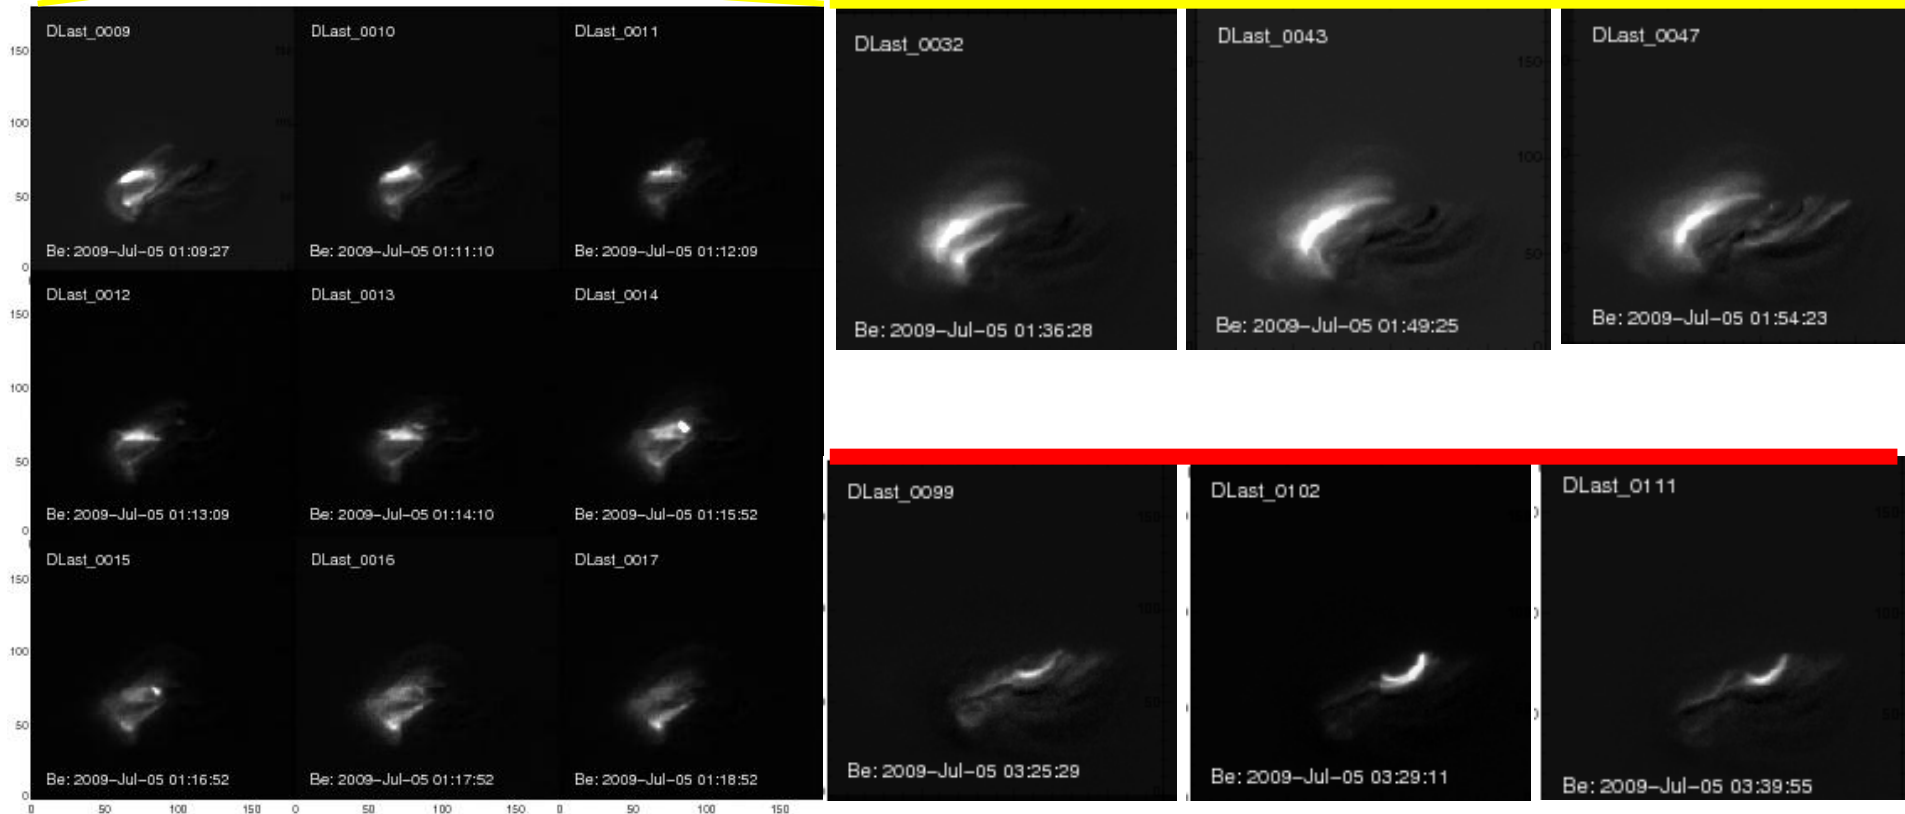 DLast_0009 DLast_0010 DLast_0011
150
100
50
Be: 2009-Jul-05 01:09:27 Be: 2009-Jul-05 01:11:10 Be: 2009-Jul-05 01:12:09
0
DLast_0012 DLast_0013 DLast_0014
150
100
50
Be: 2009-Jul-05 01:13:09 Be: 2009-Jul-05 01:14:10 Be: 2009-Jul-05 01:15:52
0
DLast_0015 DLast_0016 DLast_0017
150
100
50
Be: 2009-Jul-05 01:16:52 Be: 2009-Jul-05 01:17:52 Be: 2009-Jul-05 01:18:52
0
0 50 100 150 0 50 100 150 0 50 100 150
DLast_0032 DLast_0043 DLast_0047
150
100
50
0
Be: 2009-Jul-05 01:36:28 Be: 2009-Jul-05 01:49:25 Be: 2009-Jul-05 01:54:23
DLast_0099 DLast_0102 DLast_0111
Be: 2009-Jul-05 03:25:29 Be: 2009-Jul-05 03:29:11 Be: 2009-Jul-05 03:39:55